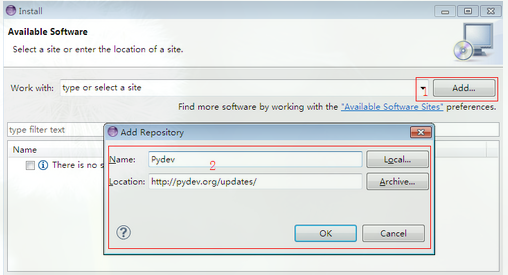 Install
Available Software
Select a site or enter the location of a site.
Work with: type or select a site 1 Add...
Find more software by working with the "Available Software Sites" preferences.
type filter text
Name
There is no s
Add Repository
Name: Pydev 2 Local...
Location: http://pydev.org/updates/ Archive...
OK Cancel